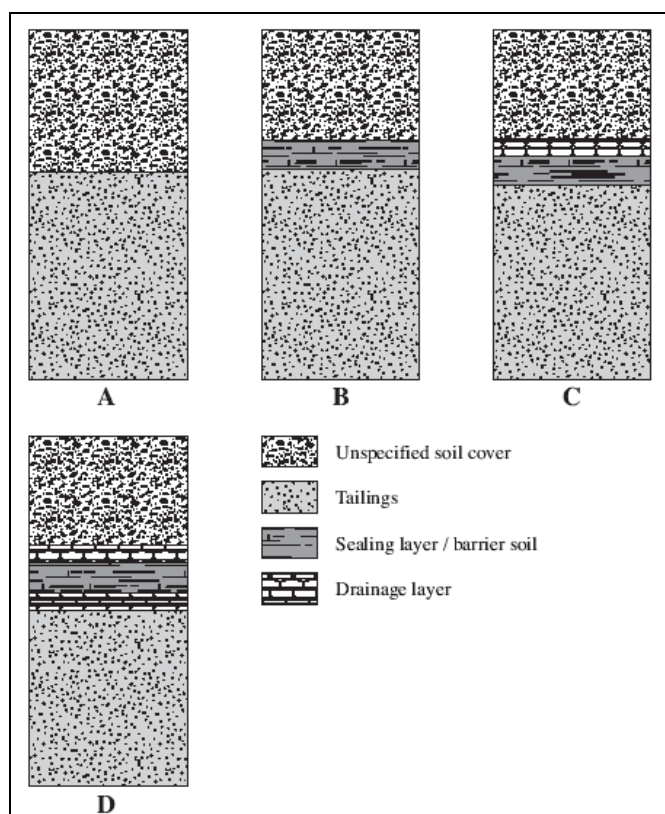 A B C
Unspecified soil cover
Tailings
Sealing layer / barrier soil
Drainage layer
D